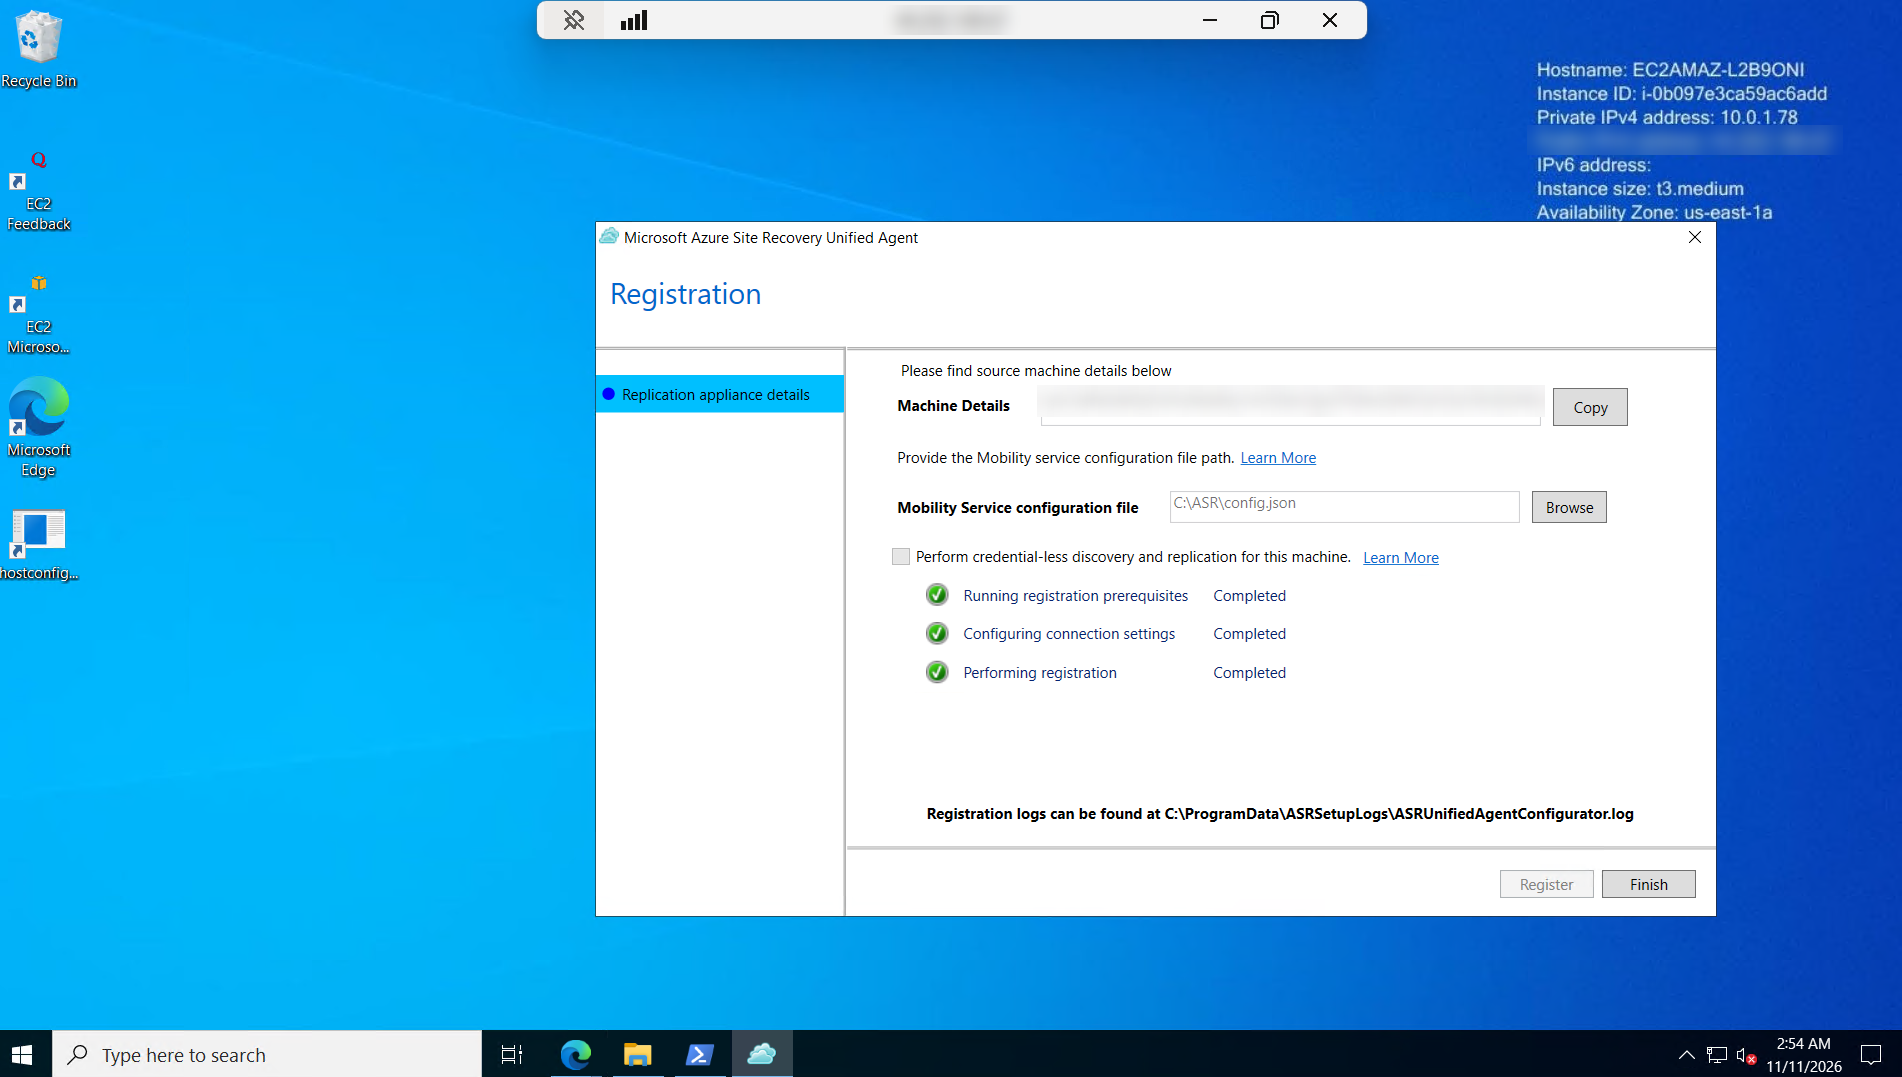 Recycle Bin
EC2
Feedback
EC2
Microso...
Microsoft
Edge
hostconfig...
Hostname: EC2AMAZ-L2B9ONI
Instance ID: i-0b097e3ca59ac6add
Private IPv4 address: 10.0.1.78
IPv6 address:
Instance size: t3.medium
Availability Zone: us-east-1a
Microsoft Azure Site Recovery Unified Agent
Registration
Replication appliance details
Please find source machine details below
Machine Details
Copy
Provide the Mobility service configuration file path. Learn More
Mobility Service configuration file
C:\ASR\config.json
Browse
Perform credential-less discovery and replication for this machine. Learn More
Running registration prerequisites Completed
Configuring connection settings Completed
Performing registration Completed
Registration logs can be found at C:\ProgramData\ASRSetupLogs\ASRUnifiedAgentConfigurator.log
Register
Finish
Type here to search
2:54 AM
11/11/2026